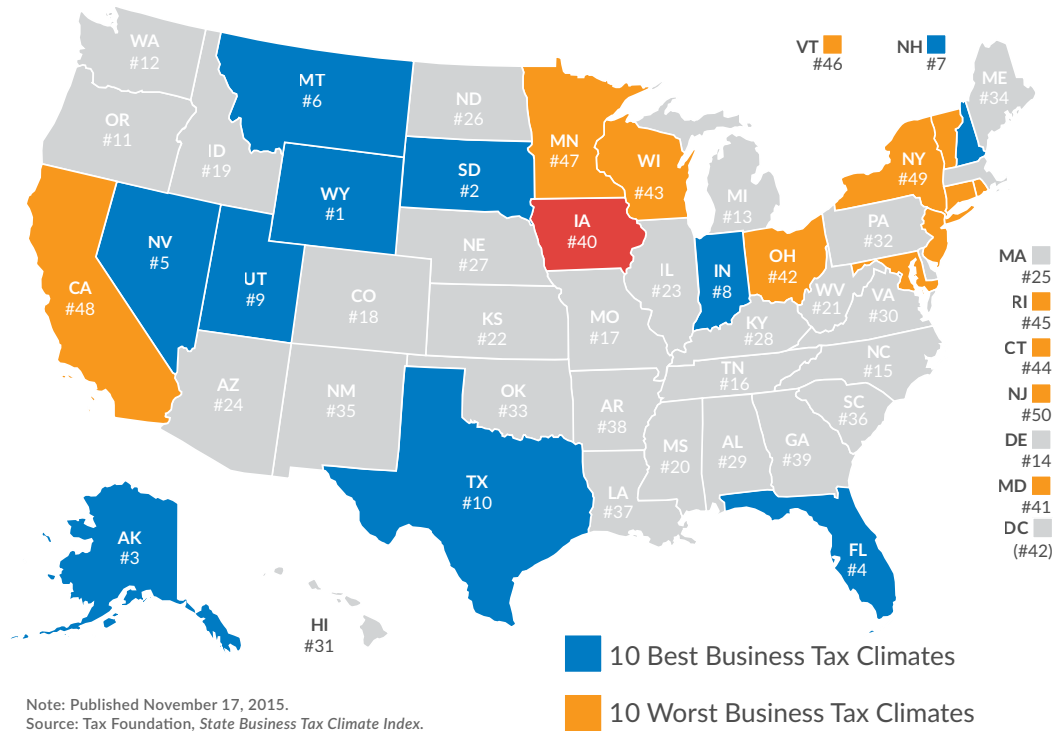 WA
#12
MT
#6
ND
#26
MN
#47
VT
#46
NH
#7
ME
#34
OR
#11
ID
#19
SD
#2
WI
#43
NY
#49
WY
#1
IA
#40
MI
#13
PA
#32
NV
#5
UT
#9
NE
#27
IL
#23
IN
#8
OH
#42
CA
#48
CO
#18
KS
#22
MO
#17
KY
#28
WV
#21
VA
#30
MA
#25
RI
#45
CT
#44
NJ
#50
DE
#14
MD
#41
DC
(#42)
AZ
#24
NM
#35
OK
#33
AR
#38
TN
#16
NC
#15
SC
#36
MS
#20
AL
#29
GA
#39
TX
#10
LA
#37
FL
#4
AK
#3
HI
#31
10 Best Business Tax Climates
10 Worst Business Tax Climates
Note: Published November 17, 2015.
Source: Tax Foundation, State Business Tax Climate Index.